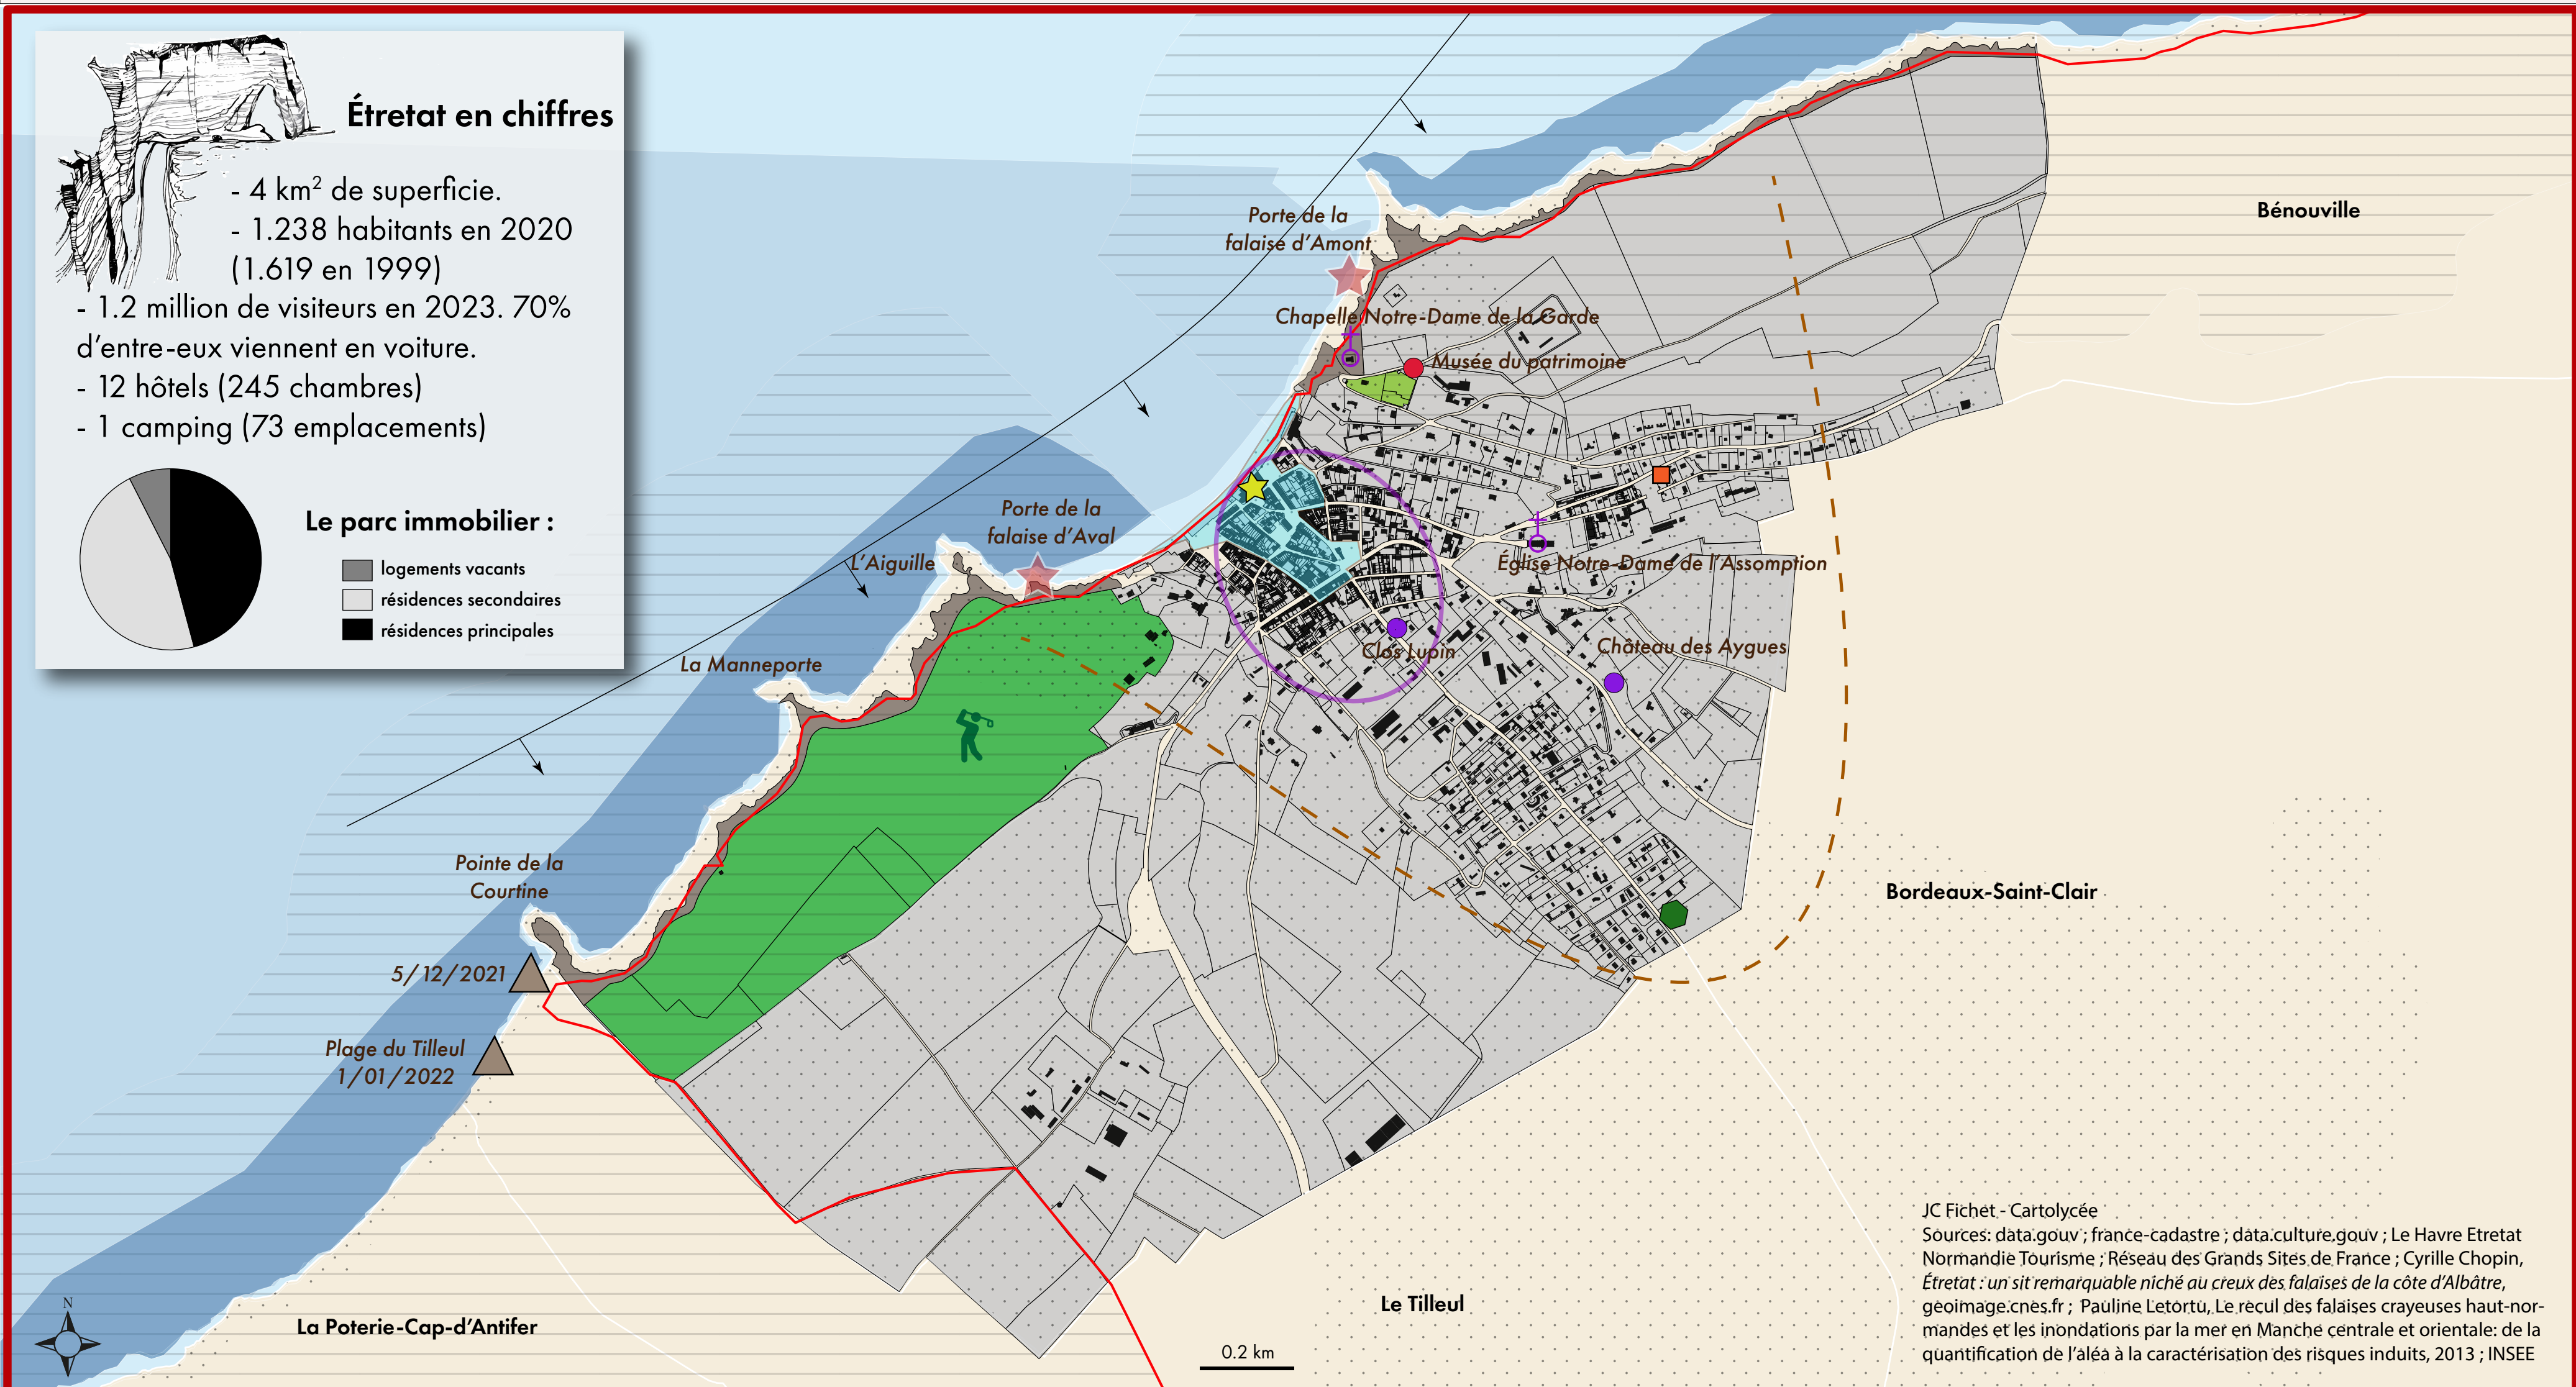 Étretat en chiffres
- 4 km² de superficie.
- 1.238 habitants en 2020
(1.619 en 1999)
- 1.2 million de visiteurs en 2023. 70%
d’entre-eux viennent en voiture.
- 12 hôtels (245 chambres)
- 1 camping (73 emplacements)
Le parc immobilier :
logements vacants
résidences secondaires
résidences principales
Porte de la
falaise d’Amont
Bénouville
Chapelle Notre-Dame de la Garde
Musée du patrimoine
Porte de la
falaise d’Aval
L’Aiguille
Église Notre-Dame de l’Assomption
Clos Lupin
Château des Aygues
La Manneporte
Pointe de la
Courtine
Bordeaux-Saint-Clair
5/12/2021
Plage du Tilleul
1/01/2022
N
La Poterie-Cap-d’Antifer
Le Tilleul
0.2 km
JC Fichet - Cartolycée
Sources: data.gouv ; france-cadastre ; data.culture.gouv ; Le Havre Etretat
Normandie Tourisme ; Réseau des Grands Sites de France ; Cyrille Chopin,
Étretat : un sit remarquable niché au creux des falaises de la côte d’Albâtre,
geoimage.cnes.fr ; Pauline Letortu, Le recul des falaises crayeuses haut-nor-
mandes et les inondations par la mer en Manche centrale et orientale: de la
quantification de l’aléa à la caractérisation des risques induits, 2013 ; INSEE